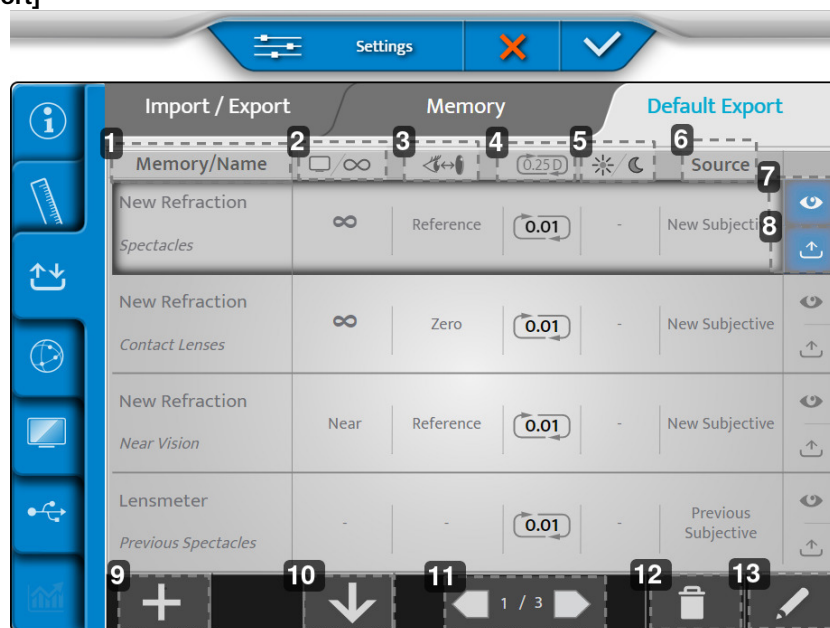 ort]
Settings
Import / Export
Memory
Default Export
1
2
3
4
5
6
Memory/Name
0.25 D
Source
7
8
New Refraction
Spectacles
∞
Reference
0.01
-
New Subjecti
New Refraction
Contact Lenses
∞
Zero
0.01
-
New Subjective
New Refraction
Near Vision
Near
Reference
0.01
-
New Subjective
Lensmeter
Previous Spectacles
-
-
0.01
-
Previous
Subjective
9
10
11
12
13
1 / 3